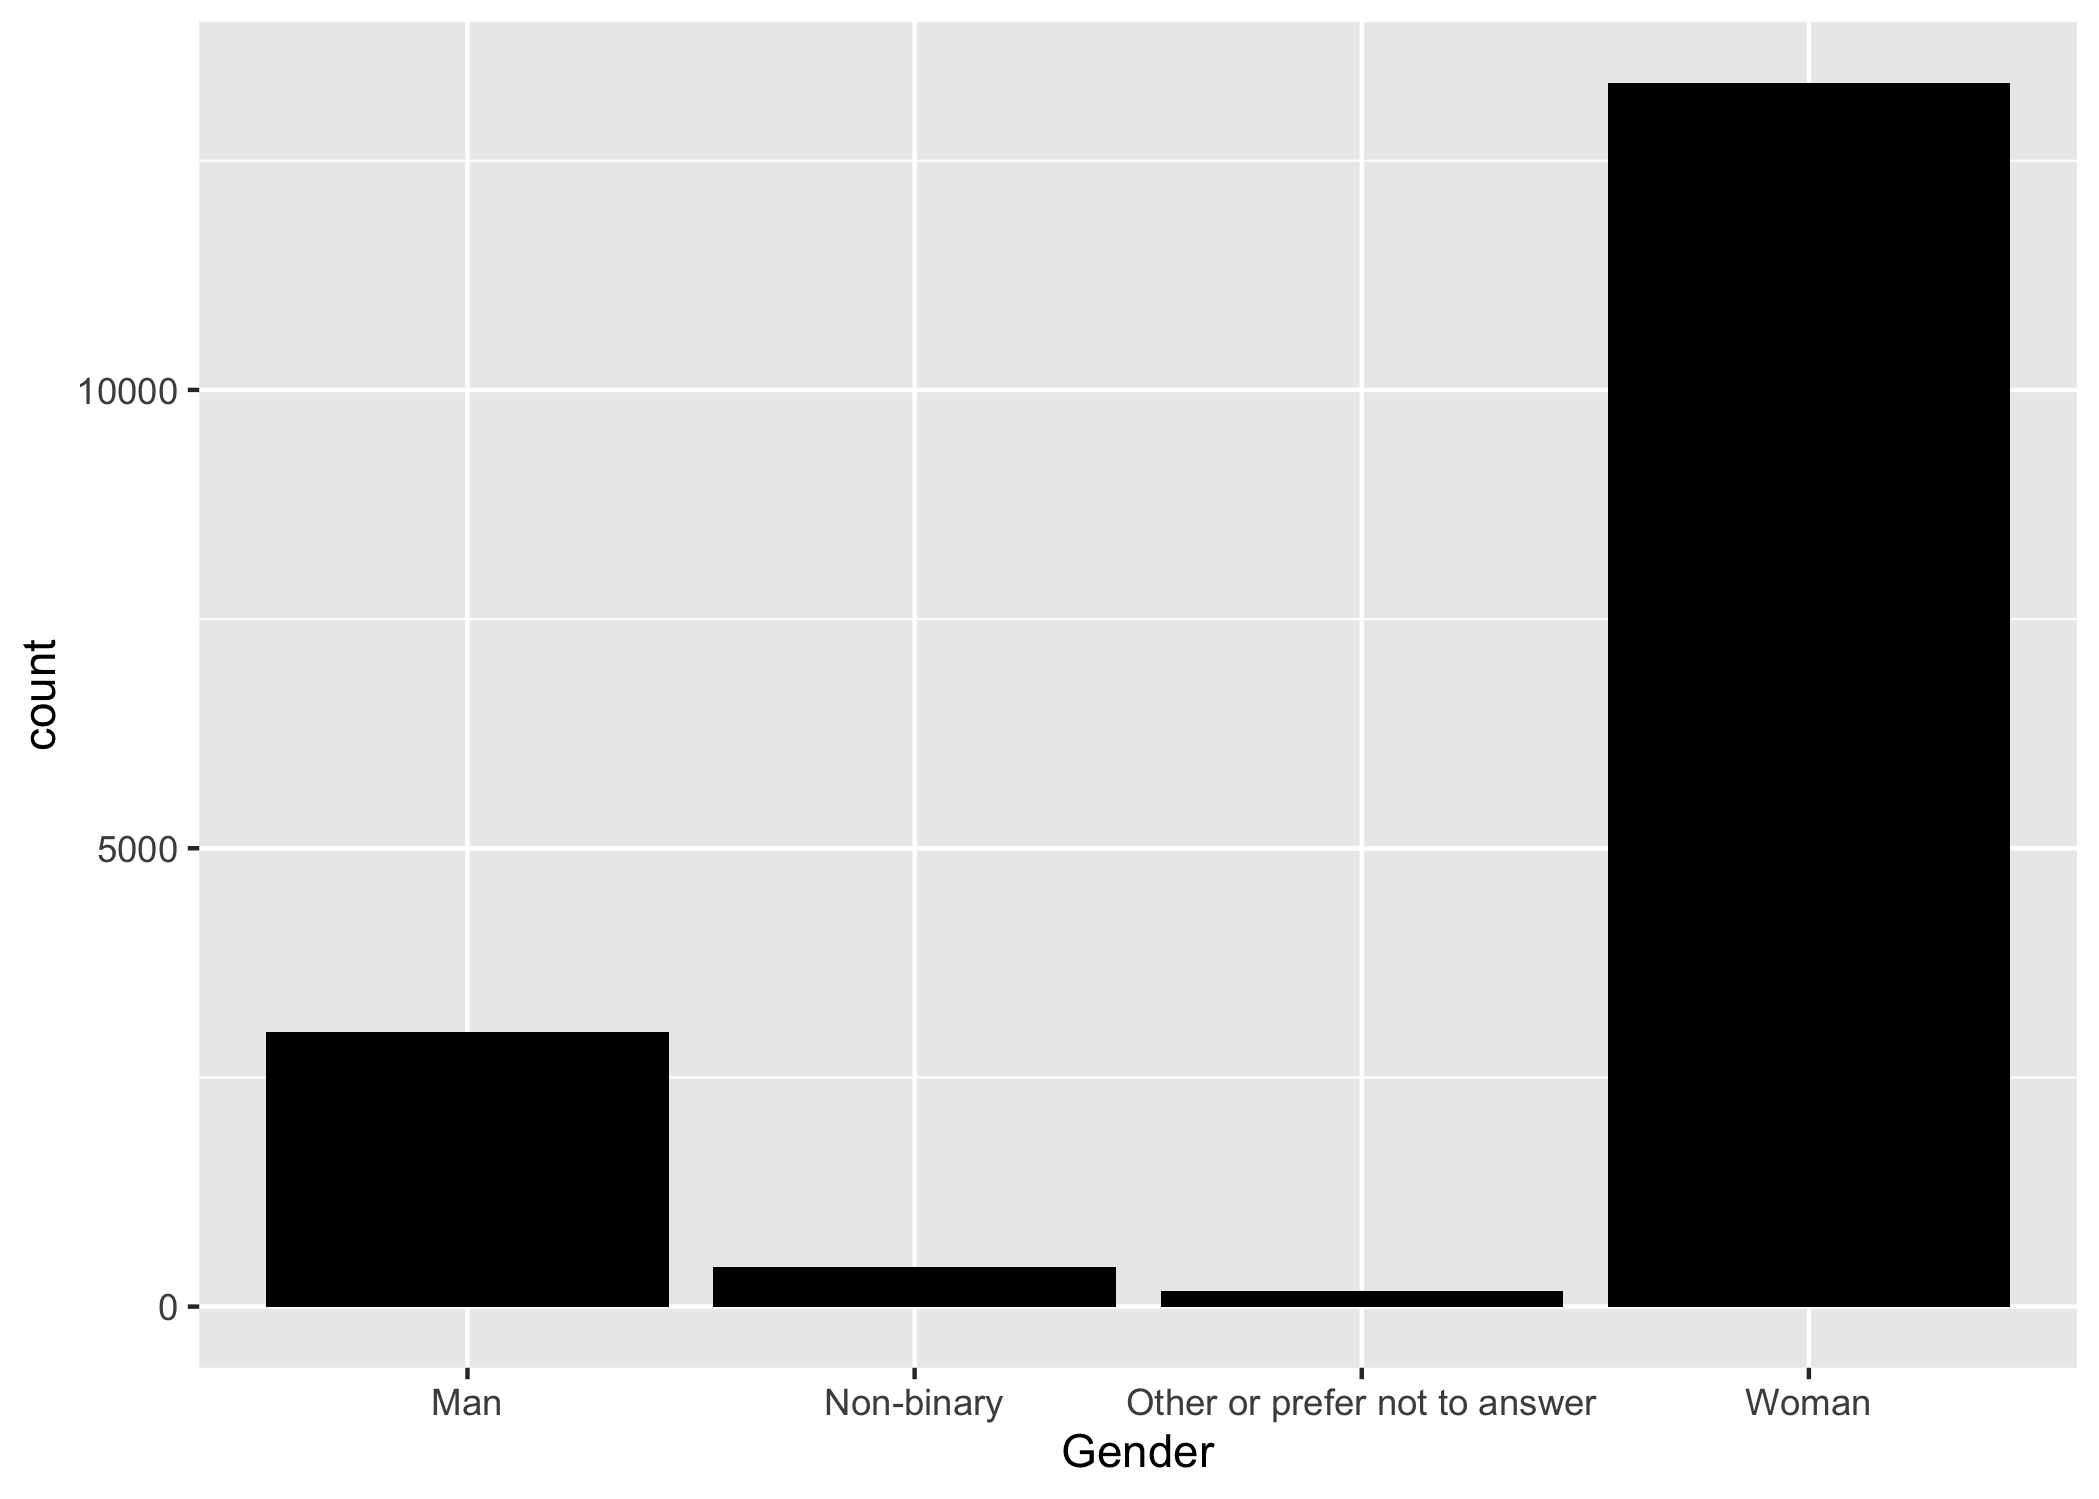 count
10000
5000
0
Man
Non-binary
Other or prefer not to answer
Woman
Gender